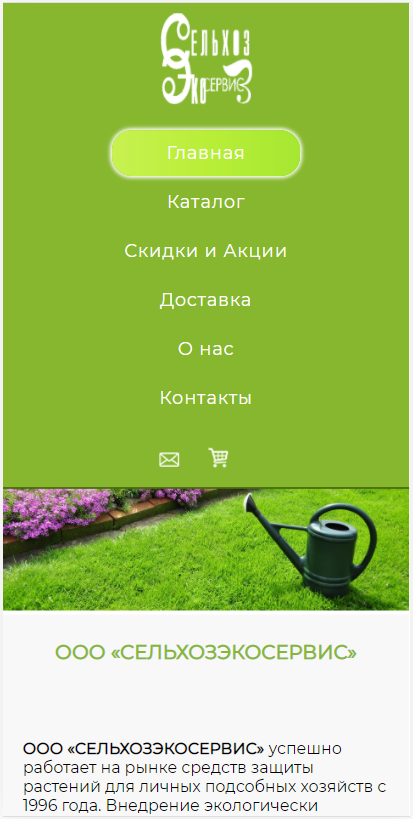 СЕЛЬХОЗ
ЭКОСЕРВИС
Главная
Каталог
Скидки и Акции
Доставка
О нас
Контакты
ООО «СЕЛЬХОЗЭКОСЕРВИС»
ООО «СЕЛЬХОЗЭКОСЕРВИС» успешно
работает на рынке средств защиты
растений для личных подсобных хозяйств с
1996 года. Внедрение экологически